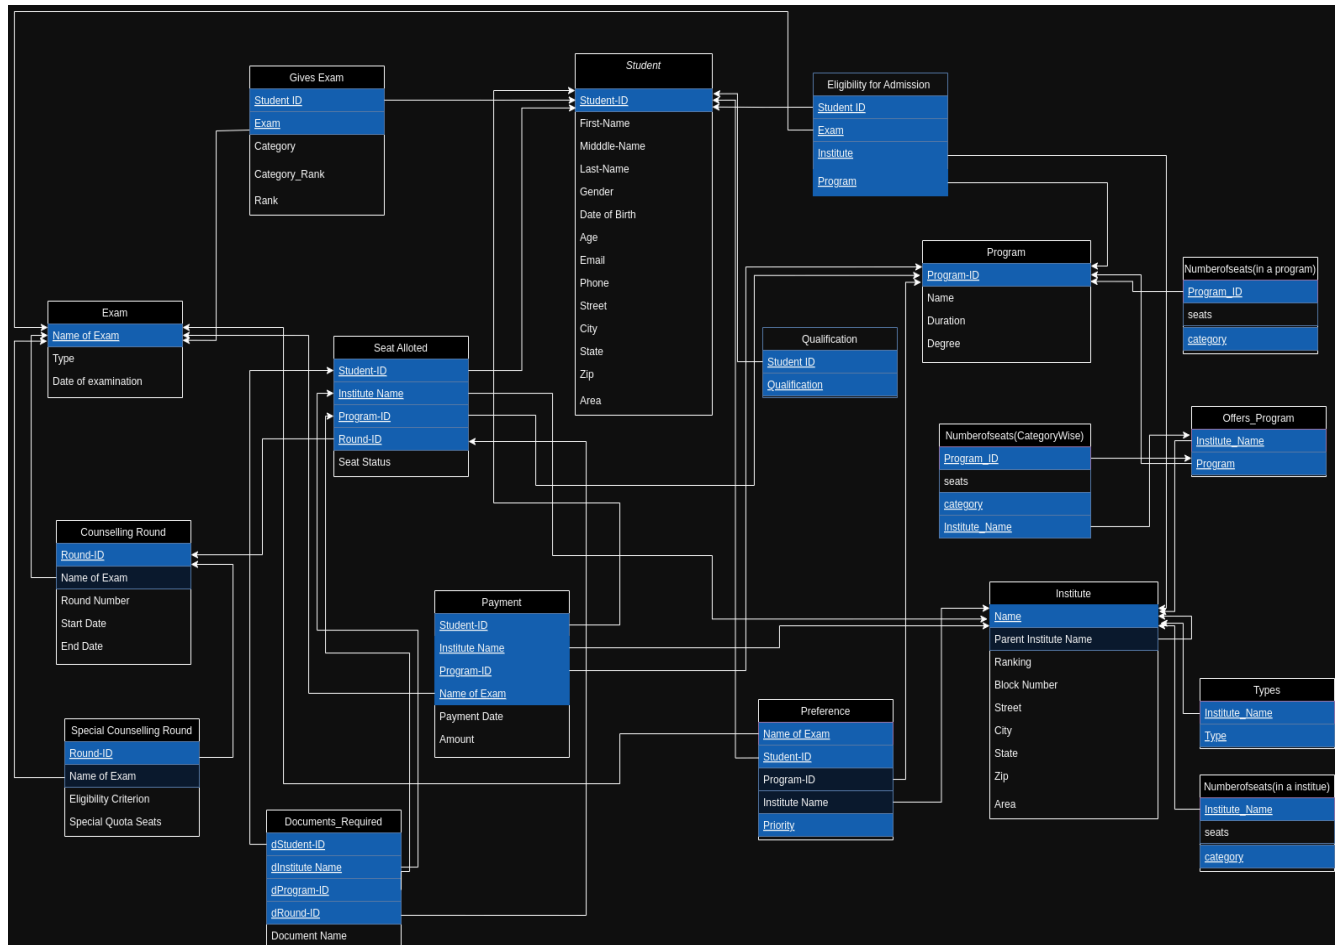 Gives Exam
Student ID
Exam
Category
Category_Rank
Rank
Student
Student-ID
First-Name
Midddle-Name
Last-Name
Gender
Date of Birth
Age
Email
Phone
Street
City
State
Zip
Area
Eligibility for Admission
Student ID
Exam
Institute
Program
Program
Program-ID
Name
Duration
Degree
Numberofseats(in a program)
Program_ID
seats
category
Exam
Name of Exam
Type
Date of examination
Seat Alloted
Student-ID
Institute Name
Program-ID
Round-ID
Seat Status
Qualification
Student ID
Qualification
Offers_Program
Institute_Name
Program
Numberofseats(CategoryWise)
Program_ID
seats
category
Institute_Name
Counselling Round
Round-ID
Name of Exam
Round Number
Start Date
End Date
Payment
Student-ID
Institute Name
Program-ID
Name of Exam
Payment Date
Amount
Institute
Name
Parent Institute Name
Ranking
Block Number
Street
City
State
Zip
Area
Types
Institute_Name
Type
Special Counselling Round
Round-ID
Name of Exam
Eligibility Criterion
Special Quota Seats
Preference
Name of Exam
Student-ID
Program-ID
Institue Name
Priority
Numberofseats(in a institue)
Institute_Name
seats
category
Documents_Required
dStudent-ID
dInstitute Name
dProgram-ID
dRound-ID
Document Name